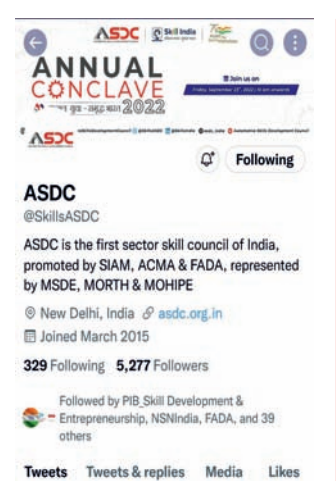 ASDC
Skill India
ANNUAL
Join us on
CONCLAVE
युवा - समृद्ध भारत 2022
ASDC
Following
ASDC
@SkillsASDC
ASDC is the first sector skill council of India,
promoted by SIAM, ACMA & FADA, represented
by MSDE, MORTH & MOHIPE
New Delhi, India asdc.org.in
Joined March 2015
329 Following 5,277 Followers
Followed by PIB_Skill Development &
Entrepreneurship, NSNIndia, FADA, and 39
others
Tweets Tweets & replies Media Likes